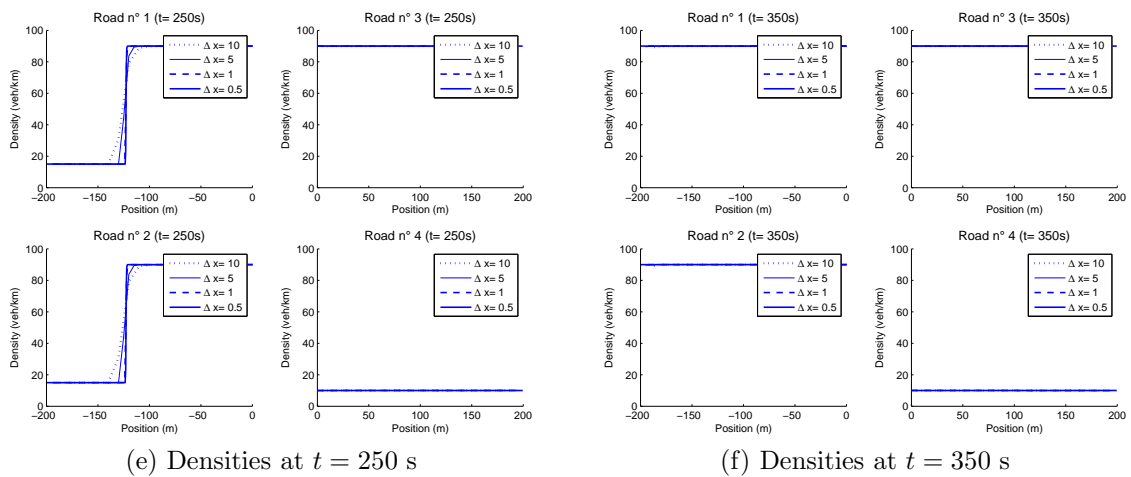 Road n° 1 (t= 250s)
Density (veh/km)
100
80
60
40
20
0
Δ x= 10
Δ x= 5
Δ x= 1
Δ x= 0.5
−200 −150 −100 −50 0
Position (m)
Road n° 3 (t= 250s)
Density (veh/km)
100
80
60
40
20
0
Δ x= 10
Δ x= 5
Δ x= 1
Δ x= 0.5
0 50 100 150 200
Position (m)
Road n° 2 (t= 250s)
Density (veh/km)
100
80
60
40
20
0
Δ x= 10
Δ x= 5
Δ x= 1
Δ x= 0.5
−200 −150 −100 −50 0
Position (m)
Road n° 4 (t= 250s)
Density (veh/km)
100
80
60
40
20
0
Δ x= 10
Δ x= 5
Δ x= 1
Δ x= 0.5
0 50 100 150 200
Position (m)
(e) Densities at t = 250 s
Road n° 1 (t= 350s)
Density (veh/km)
100
80
60
40
20
0
Δ x= 10
Δ x= 5
Δ x= 1
Δ x= 0.5
−200 −150 −100 −50 0
Position (m)
Road n° 3 (t= 350s)
Density (veh/km)
100
80
60
40
20
0
Δ x= 10
Δ x= 5
Δ x= 1
Δ x= 0.5
0 50 100 150 200
Position (m)
Road n° 2 (t= 350s)
Density (veh/km)
100
80
60
40
20
0
Δ x= 10
Δ x= 5
Δ x= 1
Δ x= 0.5
−200 −150 −100 −50 0
Position (m)
Road n° 4 (t= 350s)
Density (veh/km)
100
80
60
40
20
0
Δ x= 10
Δ x= 5
Δ x= 1
Δ x= 0.5
0 50 100 150 200
Position (m)
(f) Densities at t = 350 s